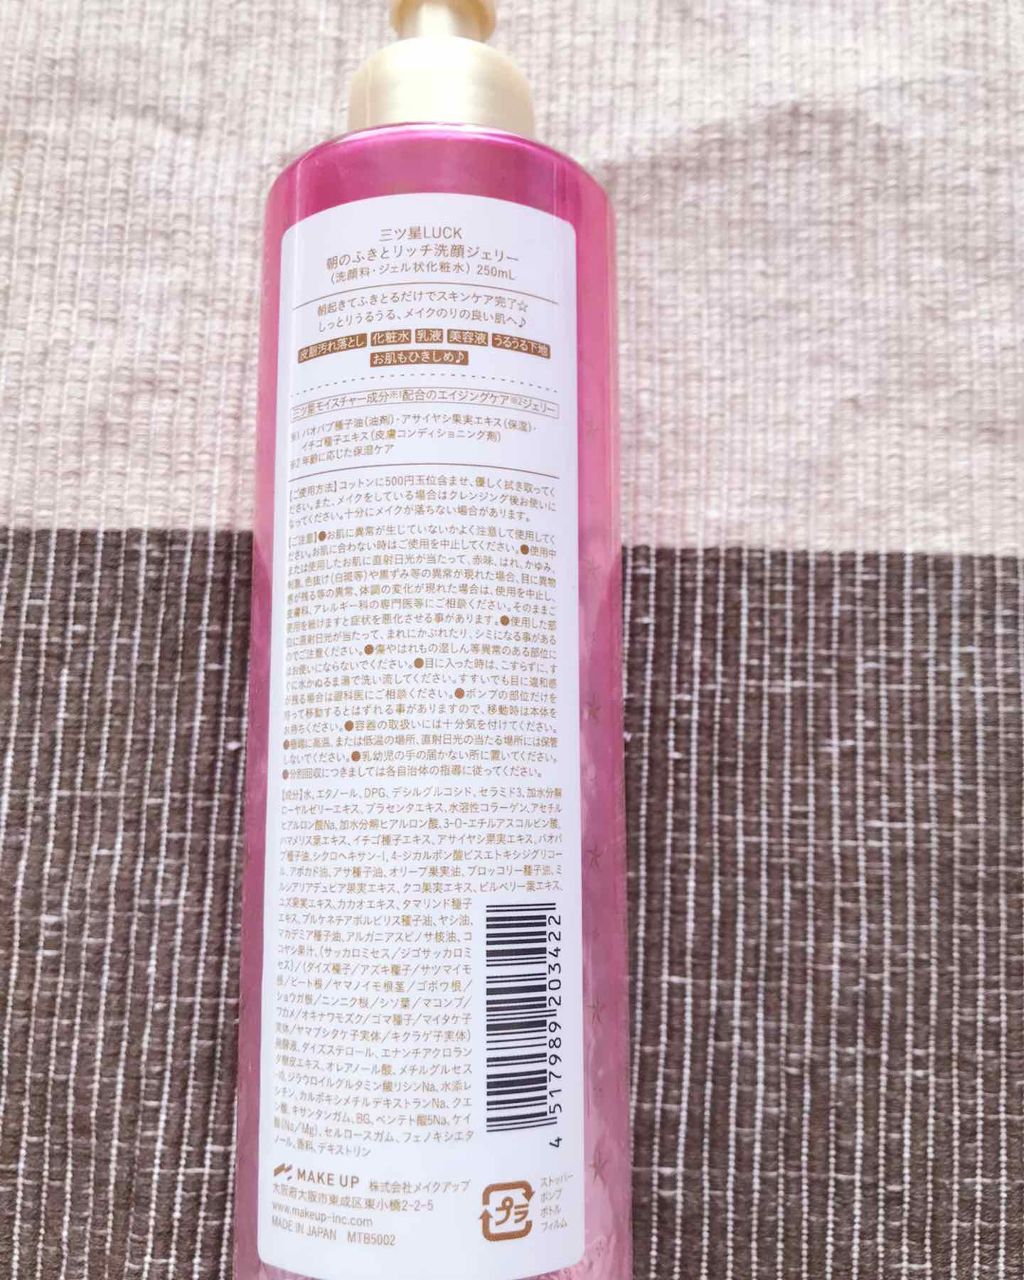 三ツ星LUCK
朝のふきとリッチ洗顔ジェリー
(洗顔料・ジェル状化粧水) 250mL
朝起きてふきとるだけでスキンケア完了☆
しっとりうるうる、メイクのりの良い肌へ♪
皮脂汚れ落とし 化粧水 乳液 美容液 うるうる下地
お肌もひきしめ♪
三ツ星モイスチャー成分※1配合のエイジングケア※2ジェリー
※1 バオバブ種子油(油剤)・アサイヤシ果実エキス(保湿)・
イチゴ種子エキス(皮膚コンディショニング剤)
※2 年齢に応じた保湿ケア
【ご使用方法】コットンに500円玉位含ませ、優しく拭き取ってく
ださい。また、メイクをしている場合はクレンジング後お使いに
なってください。十分にメイクが落ちない場合があります。
【ご注意】●お肌に異常が生じていないかよく注意して使用してく
ださい。お肌に合わない時はご使用を中止してください。●使用中
または使用したお肌に直射日光が当たって、赤味、はれ、かゆみ、
刺激、色抜け(白斑等)や黒ずみ等の異常が現れた場合、目に異物
感が残る等の異常、体調の変化が現れた場合は、使用を中止し、
皮膚科、アレルギー科の専門医等にご相談ください。そのままご
使用を続けますと症状を悪化させる事があります。●使用した部
位に直射日光が当たって、まれにかぶれたり、シミになる事がある
のでご注意ください。●傷やはれもの湿しん等異常のある部位に
はお使いにならないでください。●目に入った時は、こすらずに、す
ぐに水かぬるま湯で洗い流してください。すすいでも目に違和感
が残る場合は眼科医にご相談ください。●ポンプの部位だけを
持って移動するとはずれる事がありますので、移動時は本体を
お持ちください。●容器の取扱いには十分気を付けてください。
●極端に高温、または低温の場所、直射日光の当たる場所には保管
しないでください。●乳幼児の手の届かない所に置いてください。
●分別回収につきましては各自治体の指導に従ってください。
【成分】水、エタノール、DPG、デシルグルコシド、セラミド3、加水分解
ローヤルゼリーエキス、プラセンタエキス、水溶性コラーゲン、アセチル
ヒアルロン酸Na、加水分解ヒアルロン酸、3-O-エチルアスコルビン酸、
ハマメリス葉エキス、イチゴ種子エキス、アサイヤシ果実エキス、バオバ
ブ種子油、シクロヘキサン-1,4-ジカルボン酸ビスエトキシジグリコー
ル、アボカド油、アサ種子油、オリーブ果実油、ブロッコリー種子油、ミ
ルシアリアデュビア果実エキス、クコ果実エキス、ビルベリー葉エキス、
ユズ果実エキス、カカオエキス、タマリンド種子
エキス、プルケネチアボルビリス種子油、ヤシ油、
マカデミア種子油、アルガニアスピノサ核油、コ
コヤシ果汁、(サッカロミセス/ジゴサッカロミ
セス)/(ダイズ種子/アズキ種子/サツマイモ
根/ビート根/ヤマノイモ根茎/ゴボウ根/
ショウガ根/ニンニク根/シソ葉/マコンブ/
ワカメ/オキナワモズク/ゴマ種子/マイタケ子
実体/ヤマブシタケ子実体/キクラゲ子実体)
発酵液、ダイズステロール、エナンチアクロラン
タ樹皮エキス、オレアノール酸、メチルグルセス
-10、ジラウロイルグルタミン酸リシンNa、水添レ
シチン、カルボキシメチルデキストランNa、クエ
ン酸、キサンタンガム、BG、ペンテト酸5Na、ケイ
酸(Na/Mg)、セルロースガム、フェノキシエタ
ノール、香料、デキストリン
4517989203422
MAKE UP 株式会社メイクアップ
大阪府大阪市東成区東小橋2-2-5
www.makeup-inc.com
MADE IN JAPAN MTB5002
プラ
ストッパー
ポンプ
ボトル
フィルム